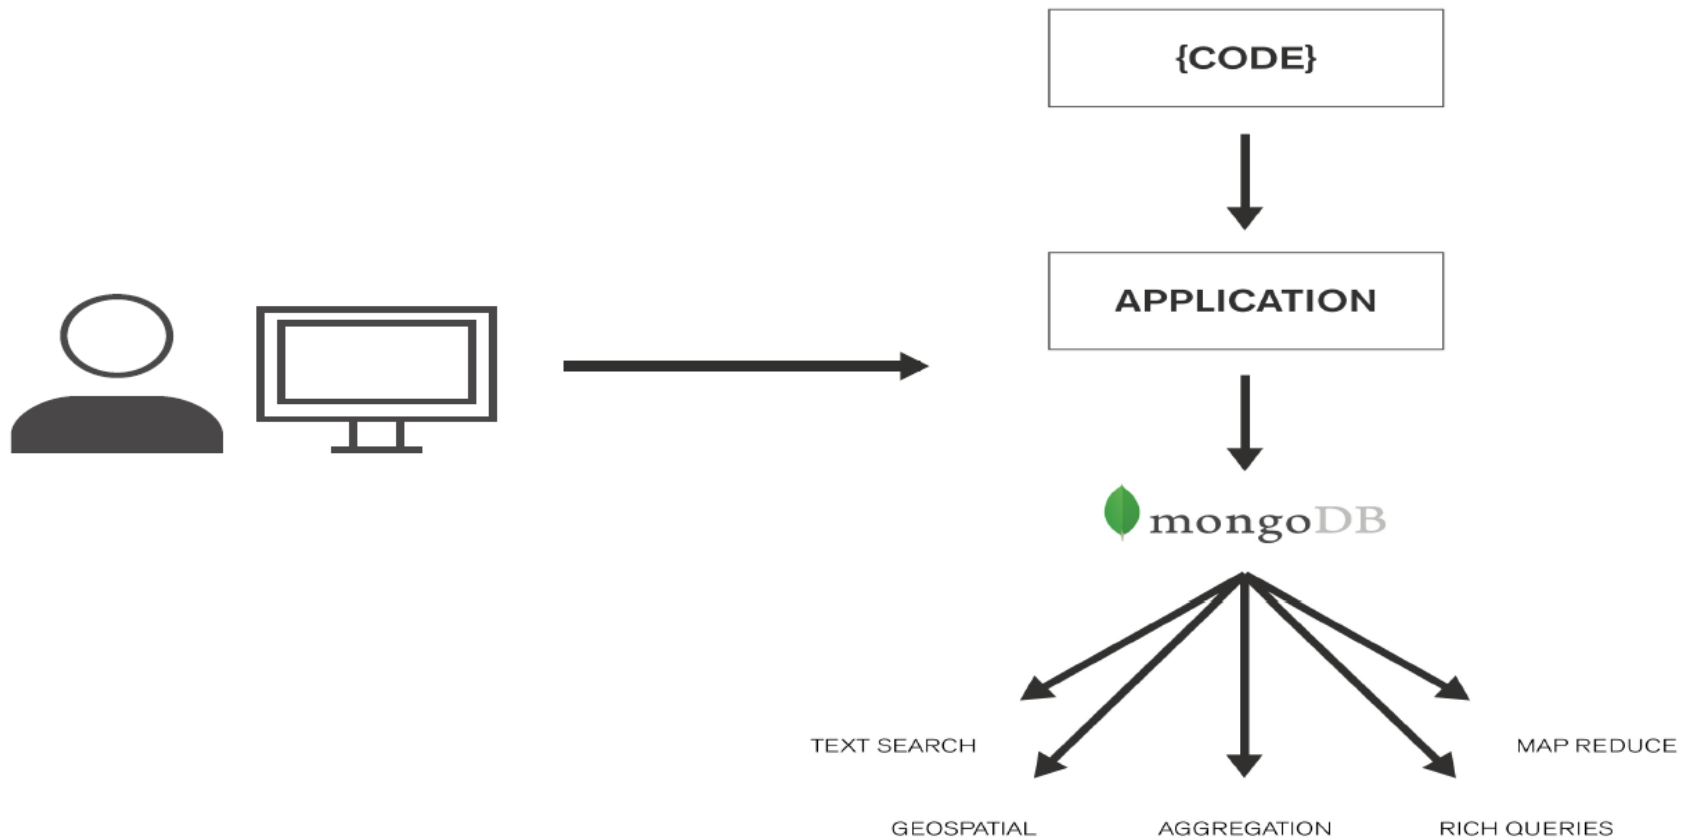 {CODE}
APPLICATION
mongoDB
TEXT SEARCH
MAP REDUCE
GEOSPATIAL
AGGREGATION
RICH QUERIES